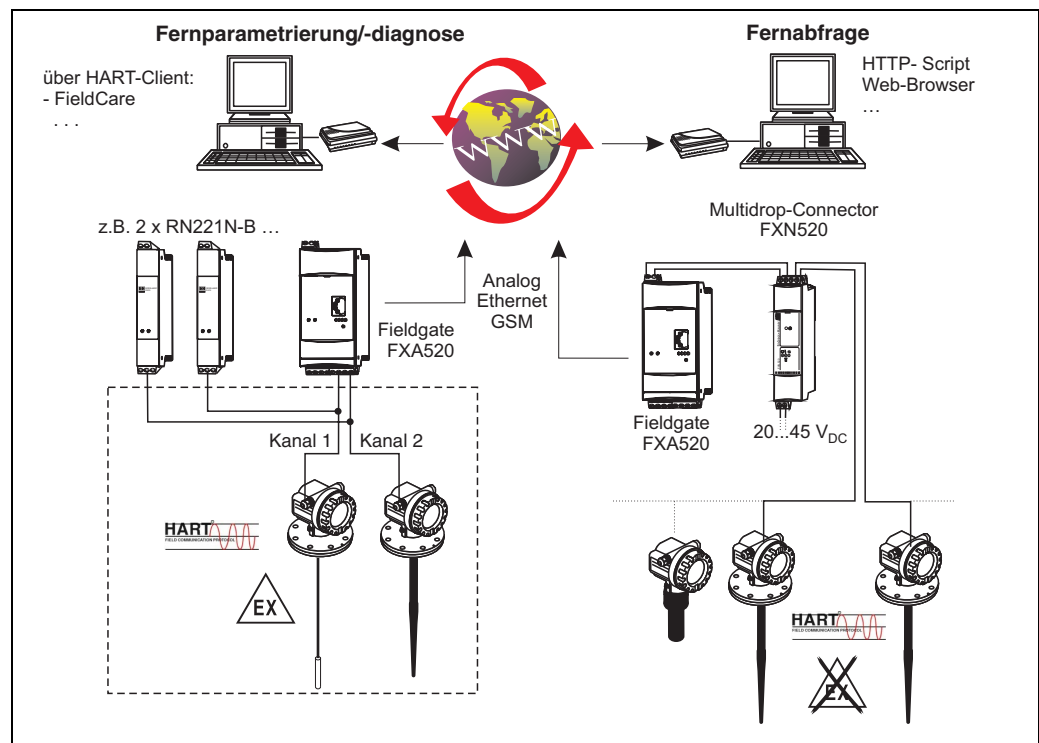 Fernparametrierung/-diagnose
über HART-Client:
- FieldCare
. . .
Fernabfrage
HTTP- Script
Web-Browser
...
WWW
z.B. 2 x RN221N-B ...
Multidrop-Connector
FXN520
Analog
Ethernet
GSM
Fieldgate
FXA520
Fieldgate
FXA520
20...45 VDC
Kanal 1
Kanal 2
HART
FIELD COMMUNICATION PROTOCOL
EX
HART
FIELD COMMUNICATION PROTOCOL
EX